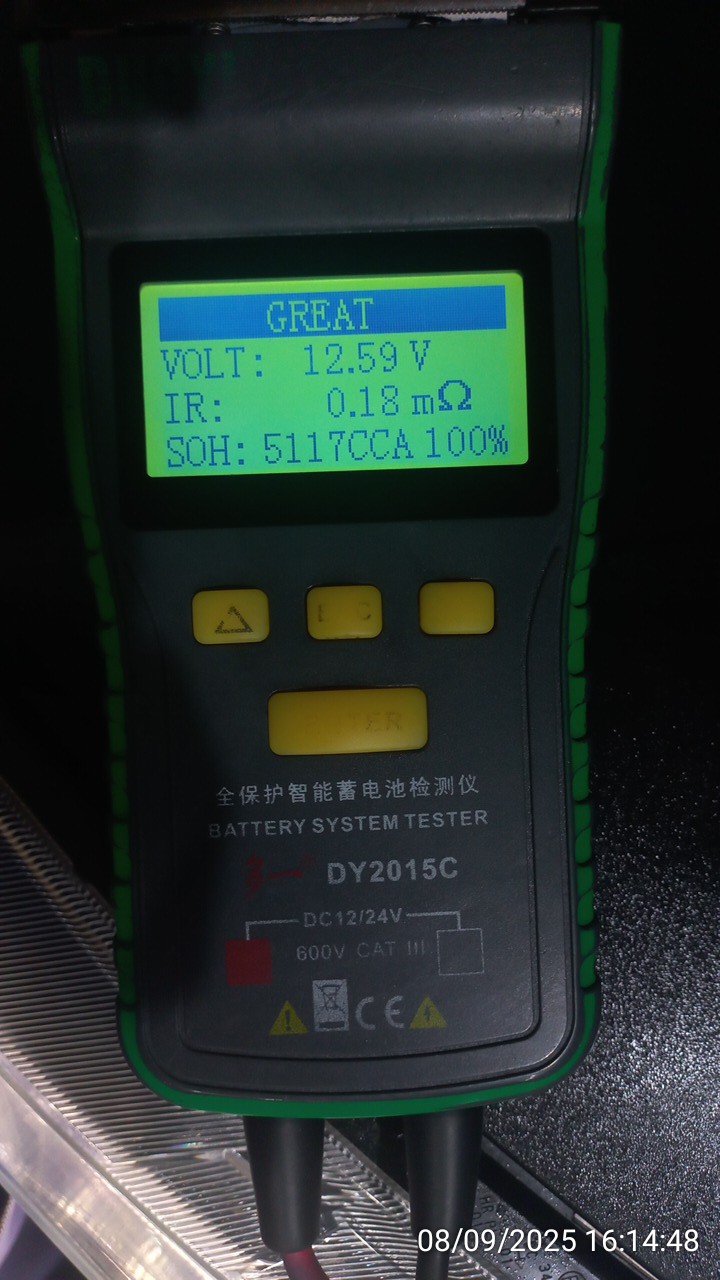 GREAT
VOLT: 12.59 V
IR: 0.18 mΩ
SOH: 5117CCA 100%
全保护智能蓄电池检测仪
BATTERY SYSTEM TESTER
DY2015C
DC12/24V
600V CAT III
CE
08/09/2025 16:14:48